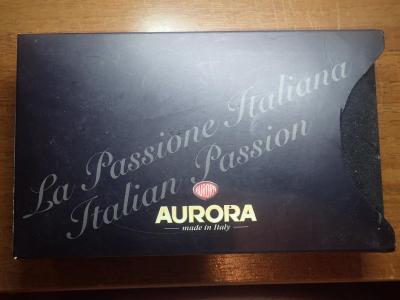 La Passione Italiana
Italian Passion
AURORA
AURORA
made in Italy